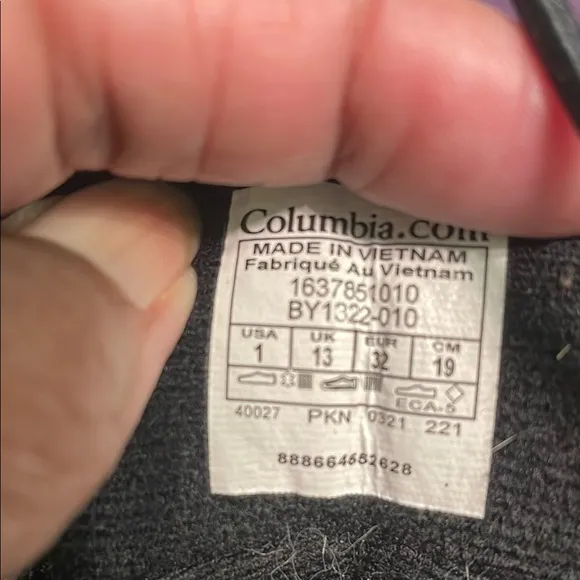 Columbia.com
MADE IN VIETNAM
Fabriqué Au Vietnam
1637851010
BY1322-010
USA UK EUR CM
1 13 32 19
ECA-5
40027 PKN 0321 221
888664652628